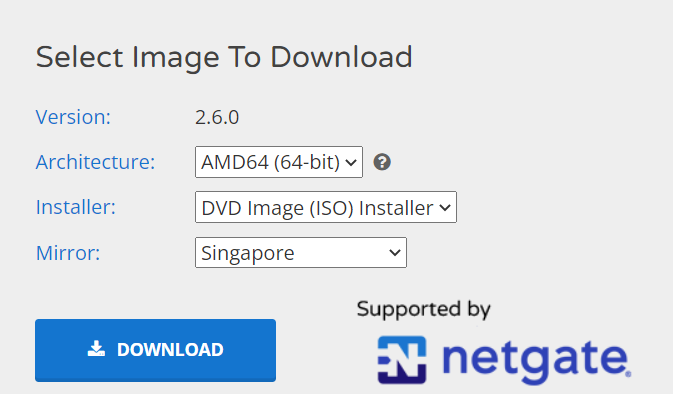 Select Image To Download
Version: 2.6.0
Architecture: AMD64 (64-bit) ?
Installer: DVD Image (ISO) Installer
Mirror: Singapore
Supported by
DOWNLOAD
N netgate®